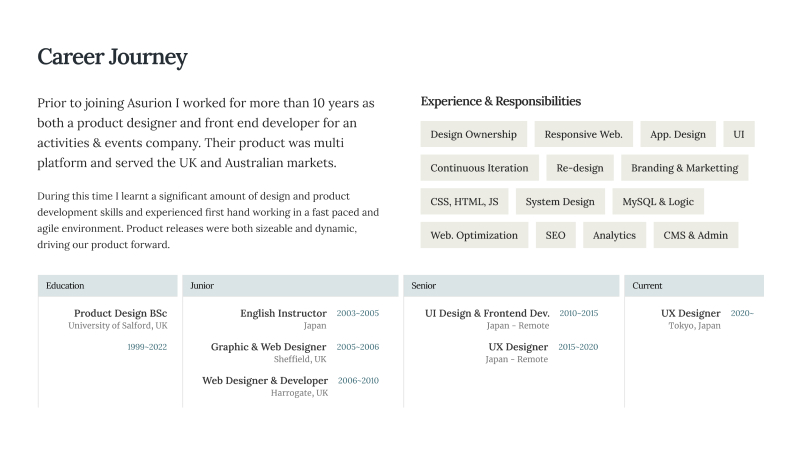 Career Journey
Prior to joining Asurion I worked for more than 10 years as
both a product designer and front end developer for an
activities & events company. Their product was multi
platform and served the UK and Australian markets.
During this time I learnt a significant amount of design and product
development skills and experienced first hand working in a fast paced and
agile environment. Product releases were both sizeable and dynamic,
driving our product forward.
Experience & Responsibilities
Design Ownership Responsive Web. App. Design UI
Continuous Iteration Re-design Branding & Marketting
CSS, HTML, JS System Design MySQL & Logic
Web. Optimization SEO Analytics CMS & Admin
Education
Product Design BSc
University of Salford, UK
1999~2022
Junior
English Instructor 2003~2005
Japan
Graphic & Web Designer 2005~2006
Sheffield, UK
Web Designer & Developer 2006~2010
Harrogate, UK
Senior
UI Design & Frontend Dev. 2010~2015
Japan - Remote
UX Designer 2015~2020
Japan - Remote
Current
UX Designer 2020~
Tokyo, Japan